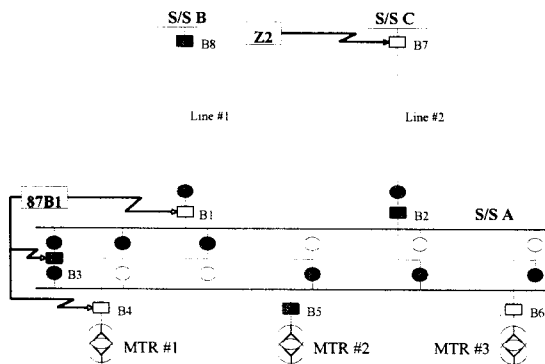 S/S B
S/S C
B8
Z2
B7
Line #1
Line #2
87B1
B1
B2
S/S A
B3
B4
B5
B6
MTR #1
MTR #2
MTR #3